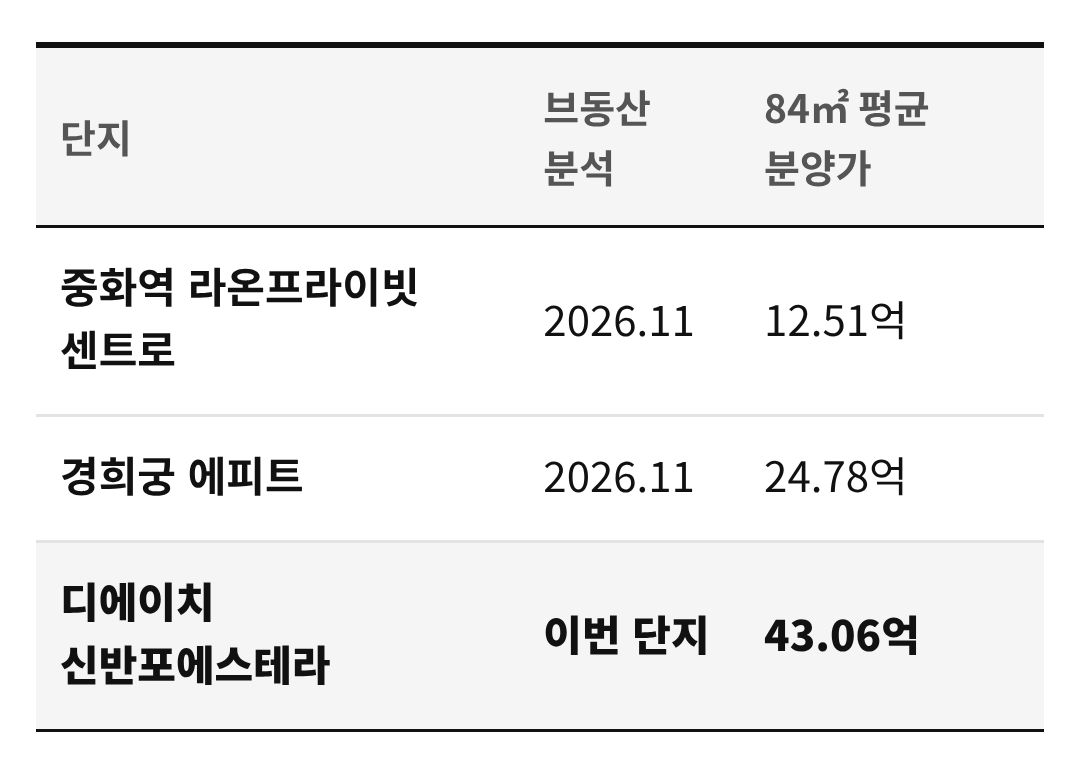 단지
브동산
분석
84㎡ 평균
분양가
중화역 라온프라이빗
센트로
2026.11
12.51억
경희궁 에피트
2026.11
24.78억
디에이치
신반포에스테라
이번 단지
43.06억